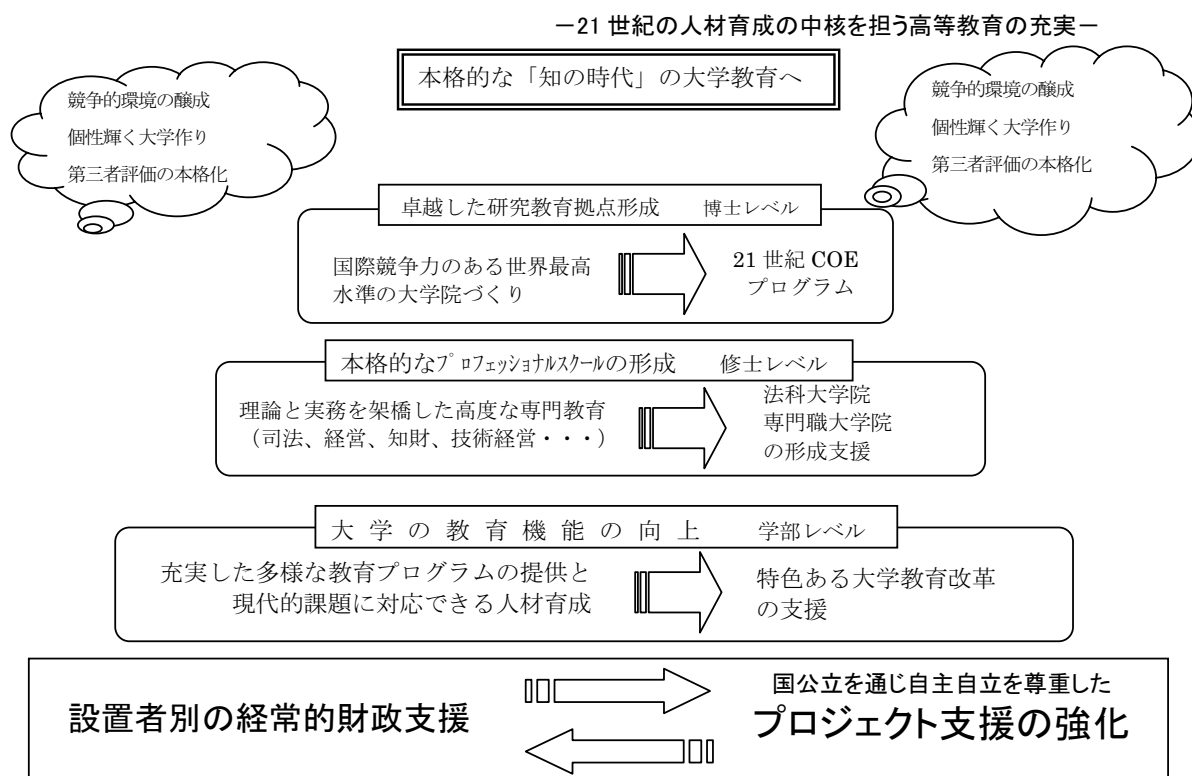 －21 世紀の人材育成の中核を担う高等教育の充実－
本格的な「知の時代」の大学教育へ
競争的環境の醸成
個性輝く大学作り
第三者評価の本格化
競争的環境の醸成
個性輝く大学作り
第三者評価の本格化
卓越した研究教育拠点形成　博士レベル
国際競争力のある世界最高
水準の大学院づくり
21 世紀 COE
プログラム
本格的なﾌﾟﾛﾌｪｯｼｮﾅﾙｽｸｰﾙの形成　修士レベル
理論と実務を架橋した高度な専門教育
（司法、経営、知財、技術経営・・・）
法科大学院
専門職大学院
の形成支援
大学の教育機能の向上　学部レベル
充実した多様な教育プログラムの提供と
現代的課題に対応できる人材育成
特色ある大学教育改革
の支援
設置者別の経常的財政支援
国公立を通じ自主自立を尊重した
プロジェクト支援の強化